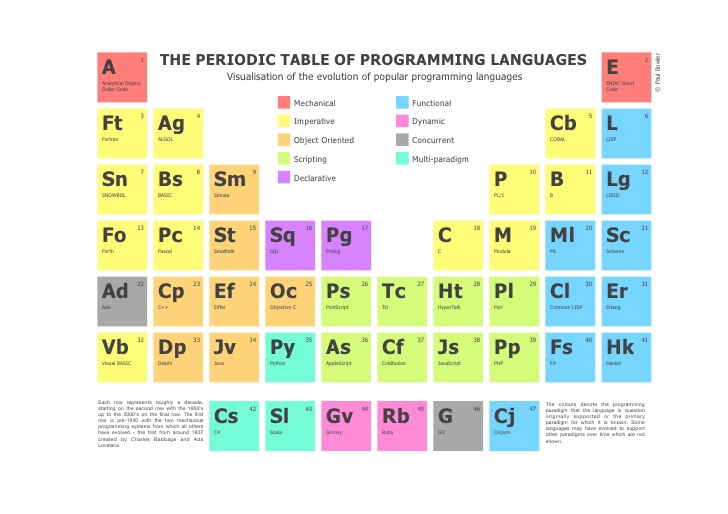 THE PERIODIC TABLE OF PROGRAMMING LANGUAGES
Visualisation of the evolution of popular programming languages
© Paul Bowler
A 1 Analytical Engine
Order Code
E 2 ENIAC Short
Code
Mechanical
Imperative
Object Oriented
Scripting
Declarative
Functional
Dynamic
Concurrent
Multi-paradigm
Ft 3 Fortran
Ag 4 ALGOL
Cb 5 COBAL
L 6 LISP
Sn 7 SNOWBOL
Bs 8 BASIC
Sm 9 Simula
P 10 PL/I
B 11 B
Lg 12 LOGO
Fo 13 Forth
Pc 14 Pascal
St 15 Smalltalk
Sq 16 SQL
Pg 17 Prolog
C 18 C
M 19 Modula
Ml 20 ML
Sc 21 Scheme
Ad 22 Ada
Cp 23 C++
Ef 24 Eiffel
Oc 25 Objective C
Ps 26 PostScript
Tc 27 Tcl
Ht 28 HyperTalk
Pl 29 Perl
Cl 30 Common LISP
Er 31 Erlang
Vb 32 Visual BASIC
Dp 33 Delphi
Jv 34 Java
Py 35 Python
As 36 AppleScript
Cf 37 Coldfusion
Js 38 JavaScript
Pp 39 PHP
Fs 40 F#
Hk 41 Haskell
Cs 42 C#
Sl 43 Scala
Gv 44 Groovy
Rb 45 Ruby
G 46 GO
Cj 47 Clojure
Each row represents roughly a decade,
starting on the second row with the 1950's
up to the 2000's on the final row. The first
row is pre-1950 with the two mechanical
programming systems from which all others
have evolved - the first from around 1837
created by Charles Babbage and Ada
Lovelace.
The colours denote the programming
paradigm that the language is question
originally supported or the primary
paradigm for which it is known. Some
languages may have evolved to support
other paradigms over time which are not
shown.